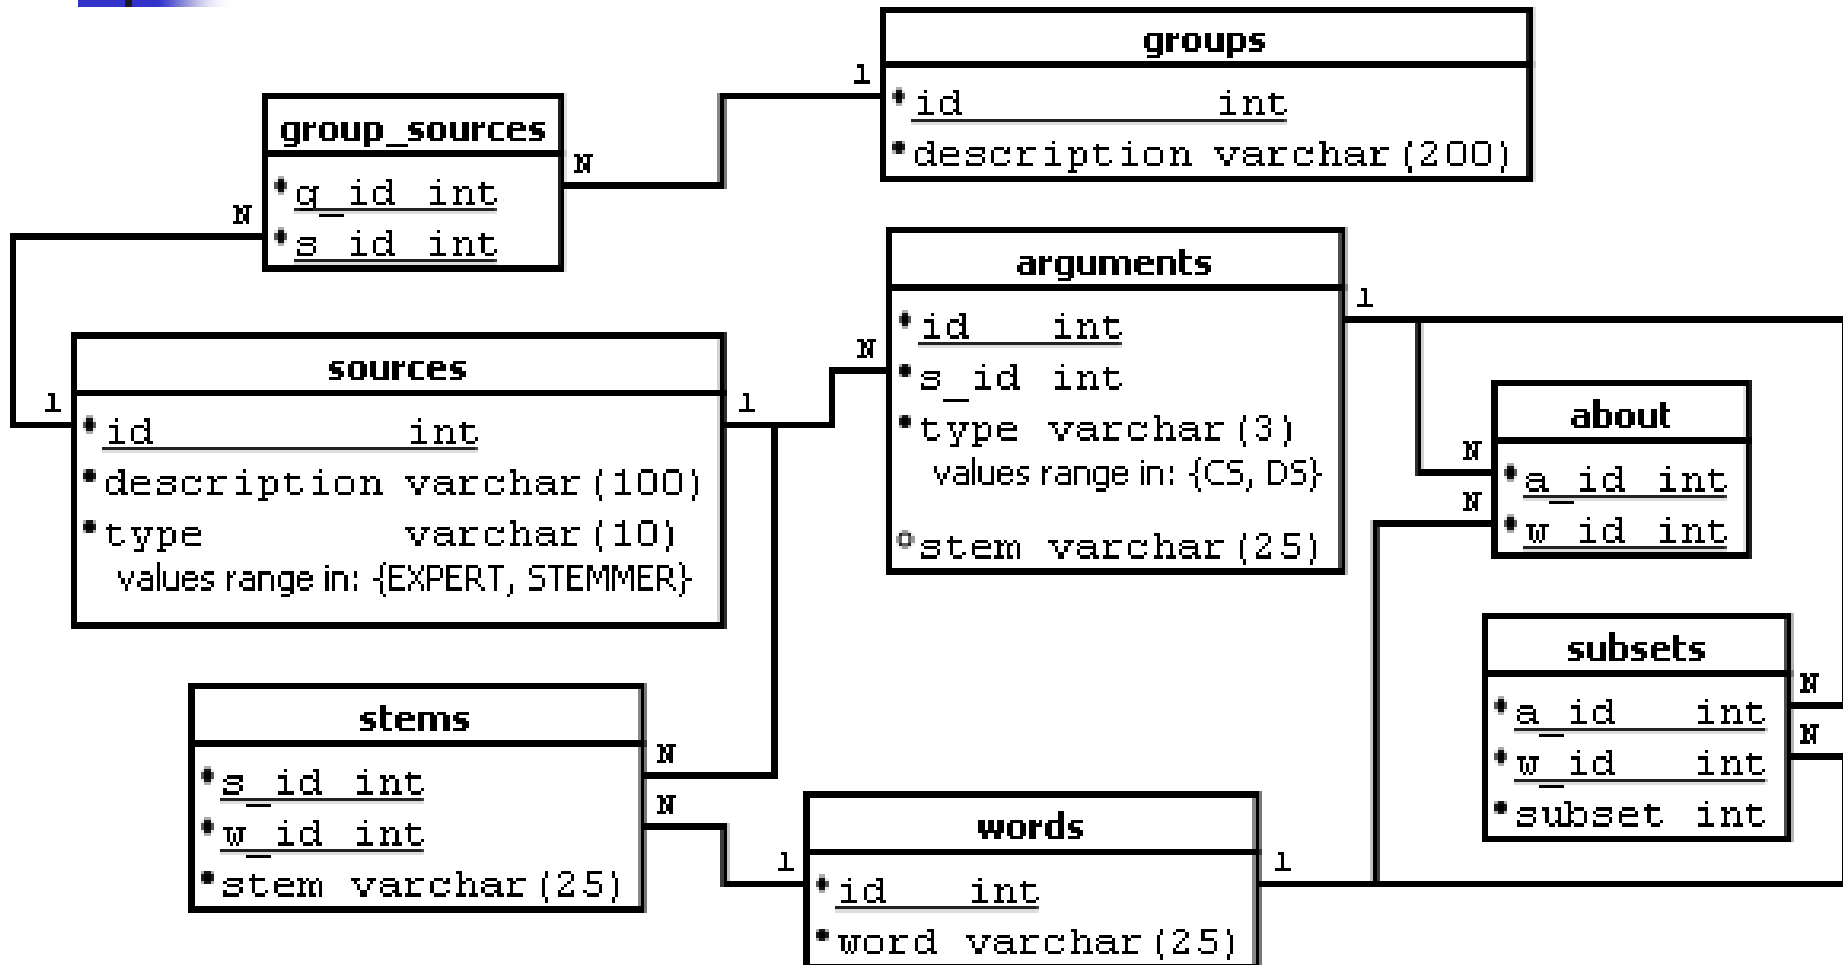 groups
id int
description varchar(200)
1
group_sources
g_id int
s_id int
N
N
arguments
id int
s_id int
type varchar(3)
values range in: {CS, DS}
stem varchar(25)
1
N
sources
id int
description varchar(100)
type varchar(10)
values range in: {EXPERT, STEMMER}
1
1
about
a_id int
w_id int
N
N
subsets
a_id int
w_id int
subset int
N
N
stems
s_id int
w_id int
stem varchar(25)
N
N
words
id int
word varchar(25)
1
1